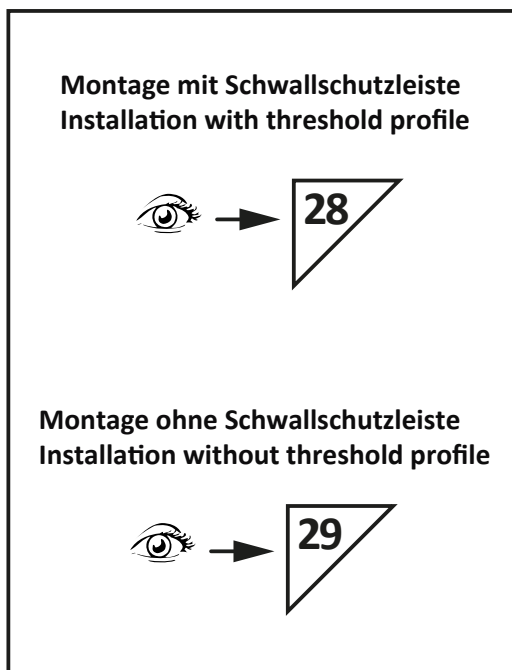 Montage mit Schwallschutzleiste
Installation with threshold profile
28
Montage ohne Schwallschutzleiste
Installation without threshold profile
29